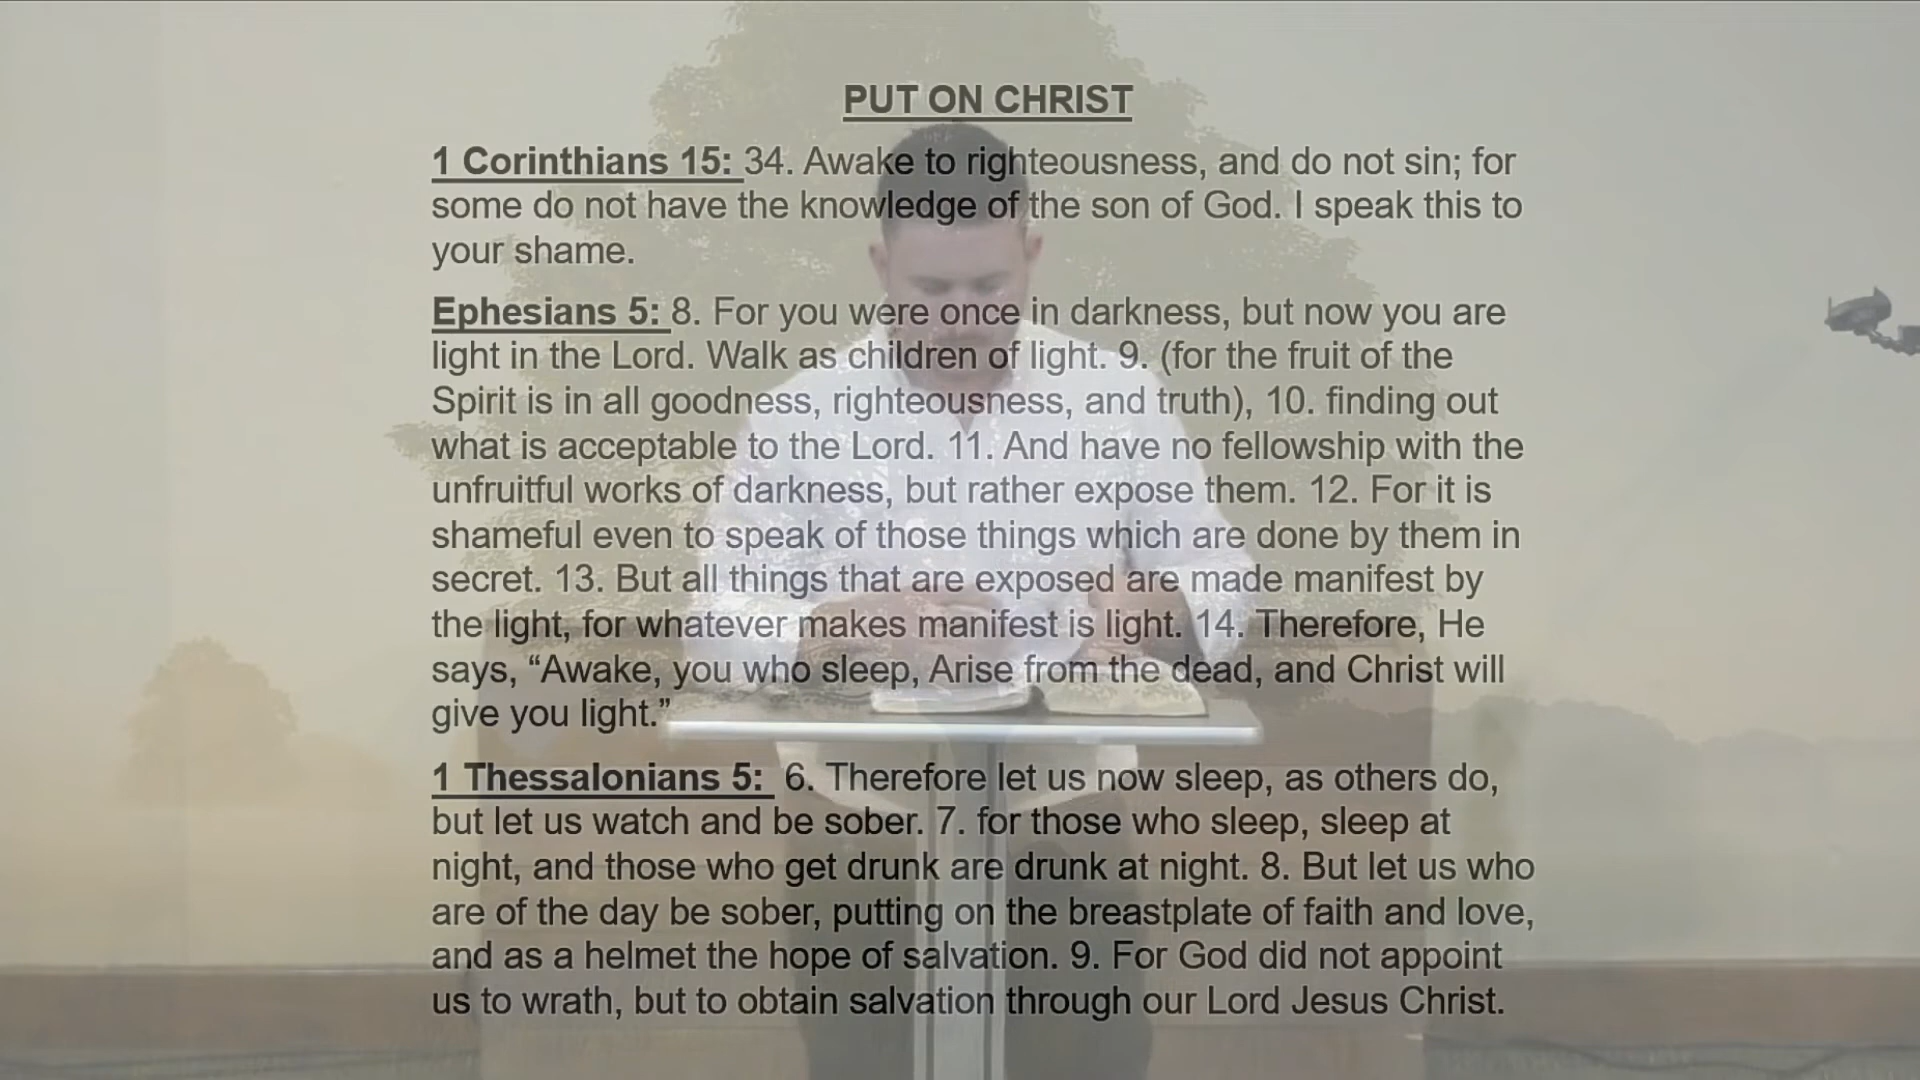 PUT ON CHRIST
1 Corinthians 15: 34. Awake to righteousness, and do not sin; for
some do not have the knowledge of the son of God. I speak this to
your shame.
Ephesians 5: 8. For you were once in darkness, but now you are
light in the Lord. Walk as children of light. 9. (for the fruit of the
Spirit is in all goodness, righteousness, and truth), 10. finding out
what is acceptable to the Lord. 11. And have no fellowship with the
unfruitful works of darkness, but rather expose them. 12. For it is
shameful even to speak of those things which are done by them in
secret. 13. But all things that are exposed are made manifest by
the light, for whatever makes manifest is light. 14. Therefore, He
says, “Awake, you who sleep, Arise from the dead, and Christ will
give you light.”
1 Thessalonians 5:  6. Therefore let us now sleep, as others do,
but let us watch and be sober. 7. for those who sleep, sleep at
night, and those who get drunk are drunk at night. 8. But let us who
are of the day be sober, putting on the breastplate of faith and love,
and as a helmet the hope of salvation. 9. For God did not appoint
us to wrath, but to obtain salvation through our Lord Jesus Christ.